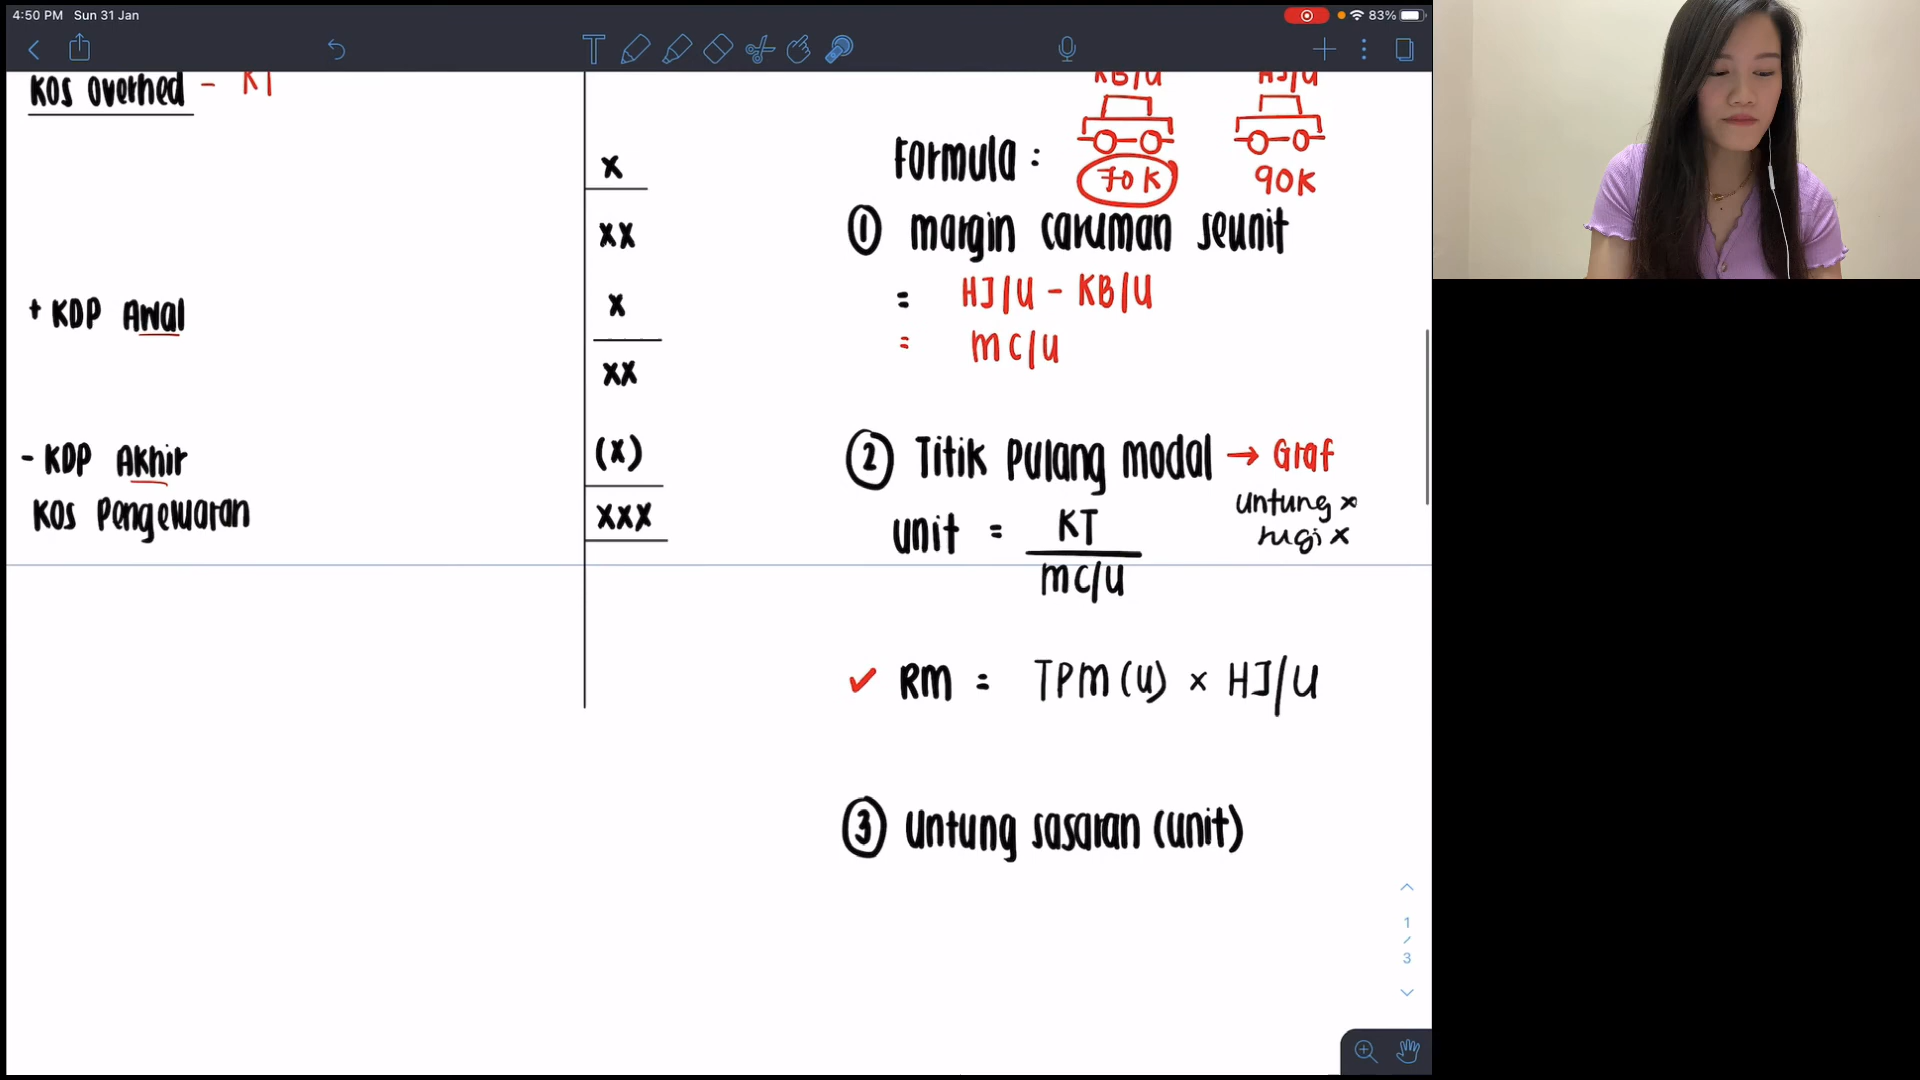 4:50 PM Sun 31 Jan
83%
Kos Overhed - KT
x
xx
+ KDP Awal
x
xx
- KDP Akhir
(x)
Kos Pengeluaran
xxx
KB/U HJ/U
Formula :
70K 90K
① margin caruman seunit
= HJ/U - KB/U
= mc/u
② Titik pulang modal → Graf
untung x
rugi x
unit = KT
mc/u
✓ RM = TPM (U) × HJ/U
③ untung sasaran (unit)
1
/
3